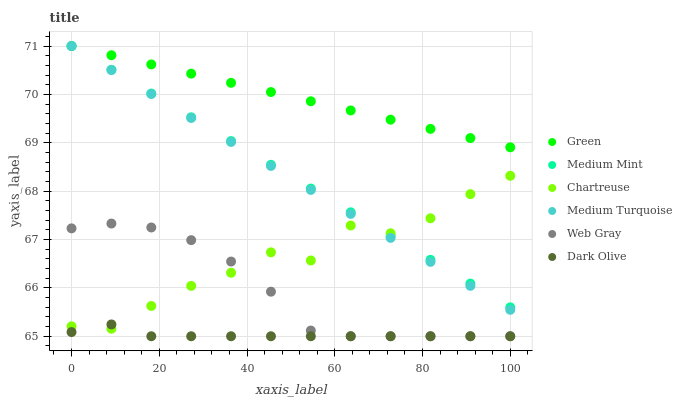 title
71
70
69
68
67
66
65
0
20
40
60
80
100
yaxis_label
xaxis_label
Green
Medium Mint
Chartreuse
Medium Turquoise
Web Gray
Dark Olive